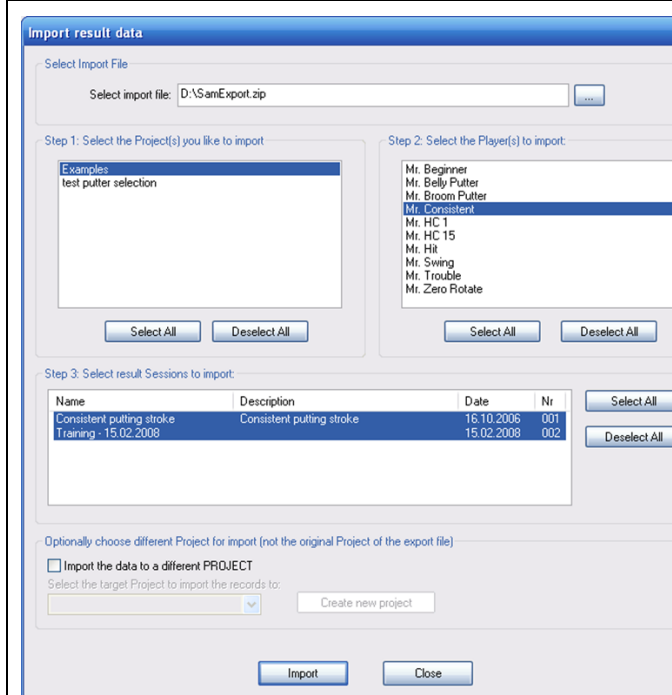 Import result data
Select Import File
Select import file: D:\SamExport.zip ...
Step 1: Select the Project(s) you like to import
Examples
test putter selection
Select All Deselect All
Step 2: Select the Player(s) to import:
Mr. Beginner
Mr. Belly Putter
Mr. Broom Putter
Mr. Consistent
Mr. HC 1
Mr. HC 15
Mr. Hit
Mr. Swing
Mr. Trouble
Mr. Zero Rotate
Select All Deselect All
Step 3: Select result Sessions to import:
Name Description Date Nr
Consistent putting stroke Consistent putting stroke 16.10.2006 001
Training - 15.02.2008 15.02.2008 002
Select All
Deselect All
Optionally choose different Project for import (not the original Project of the export file)
Import the data to a different PROJECT
Select the target Project to import the records to:
Create new project
Import Close